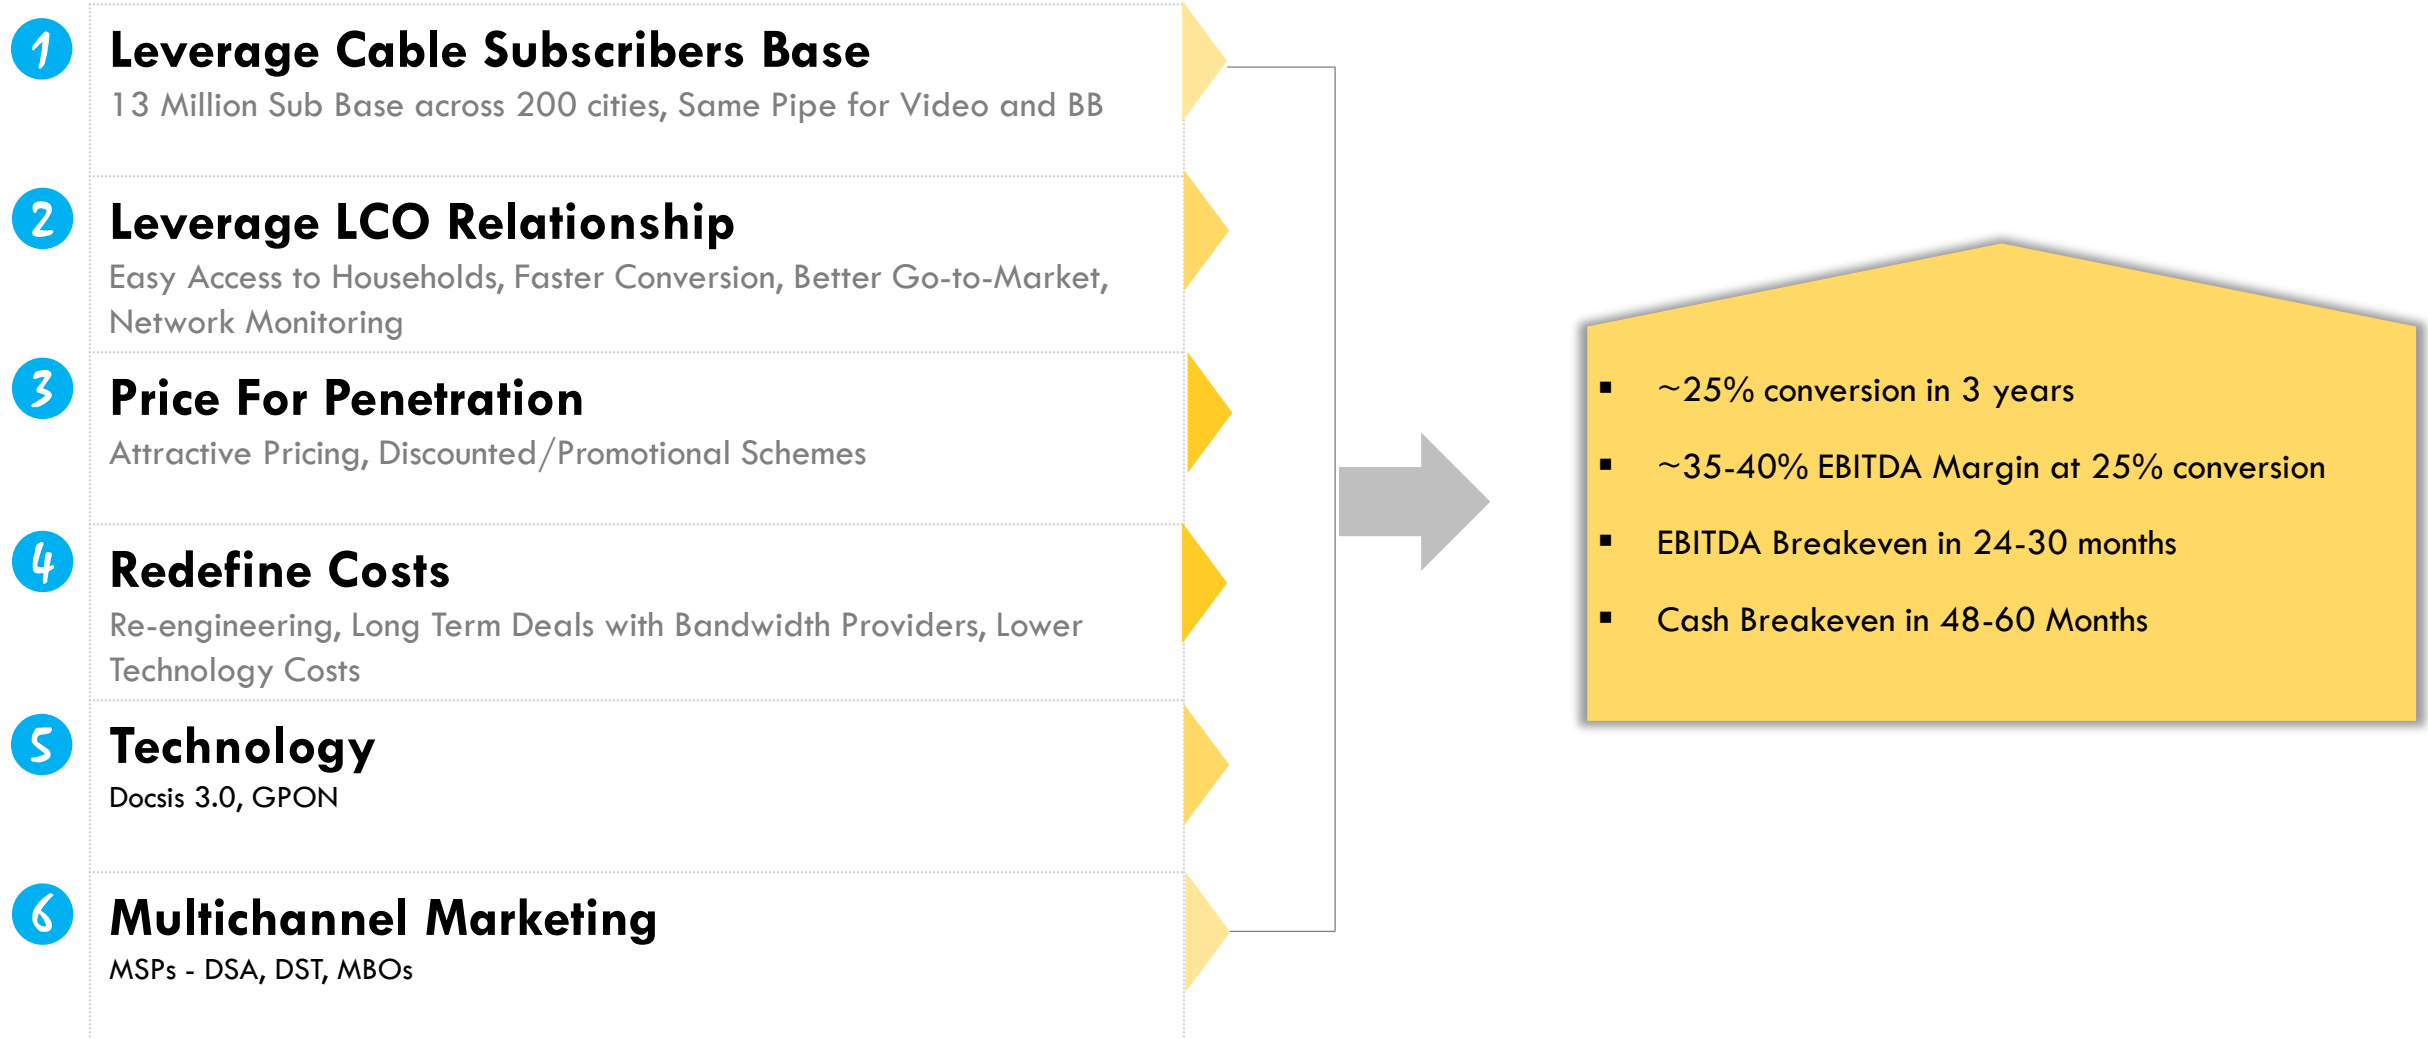 1
Leverage Cable Subscribers Base
13 Million Sub Base across 200 cities, Same Pipe for Video and BB
2
Leverage LCO Relationship
Easy Access to Households, Faster Conversion, Better Go-to-Market,
Network Monitoring
3
Price For Penetration
Attractive Pricing, Discounted/Promotional Schemes
4
Redefine Costs
Re-engineering, Long Term Deals with Bandwidth Providers, Lower
Technology Costs
5
Technology
Docsis 3.0, GPON
6
Multichannel Marketing
MSPs - DSA, DST, MBOs
▪ ~25% conversion in 3 years
▪ ~35-40% EBITDA Margin at 25% conversion
▪ EBITDA Breakeven in 24-30 months
▪ Cash Breakeven in 48-60 Months